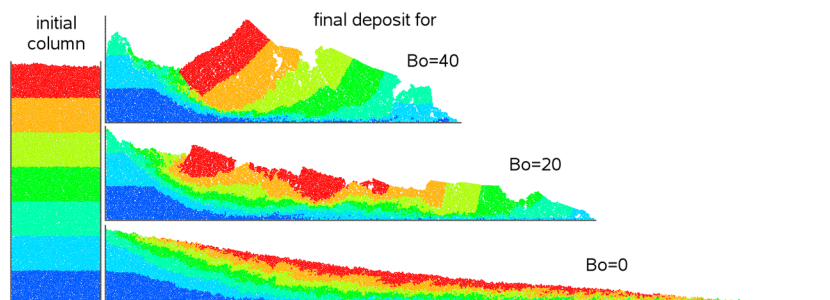 initial
column
final deposit for
Bo=40
Bo=20
Bo=0